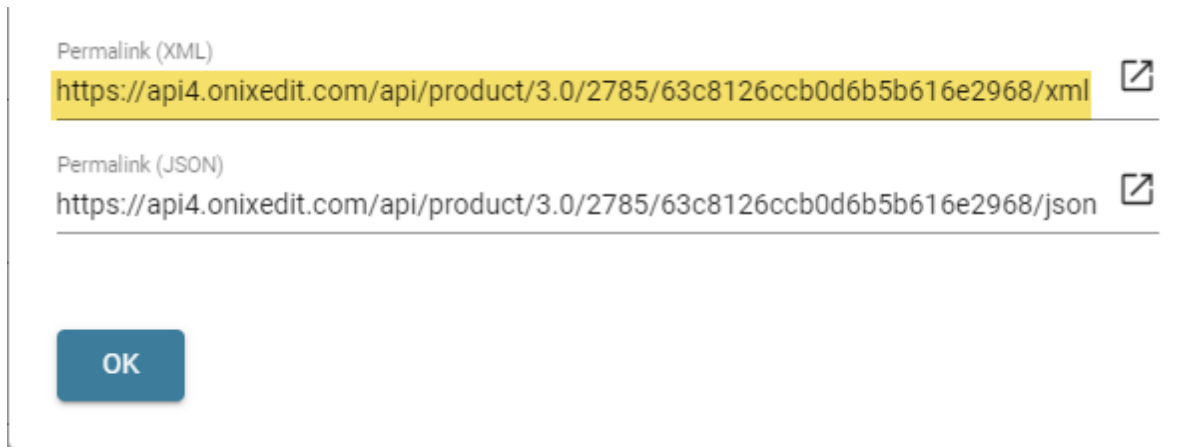 Permalink (XML)
https://api4.onixedit.com/api/product/3.0/2785/63c8126ccb0d6b5b616e2968/xml
Permalink (JSON)
https://api4.onixedit.com/api/product/3.0/2785/63c8126ccb0d6b5b616e2968/json
OK